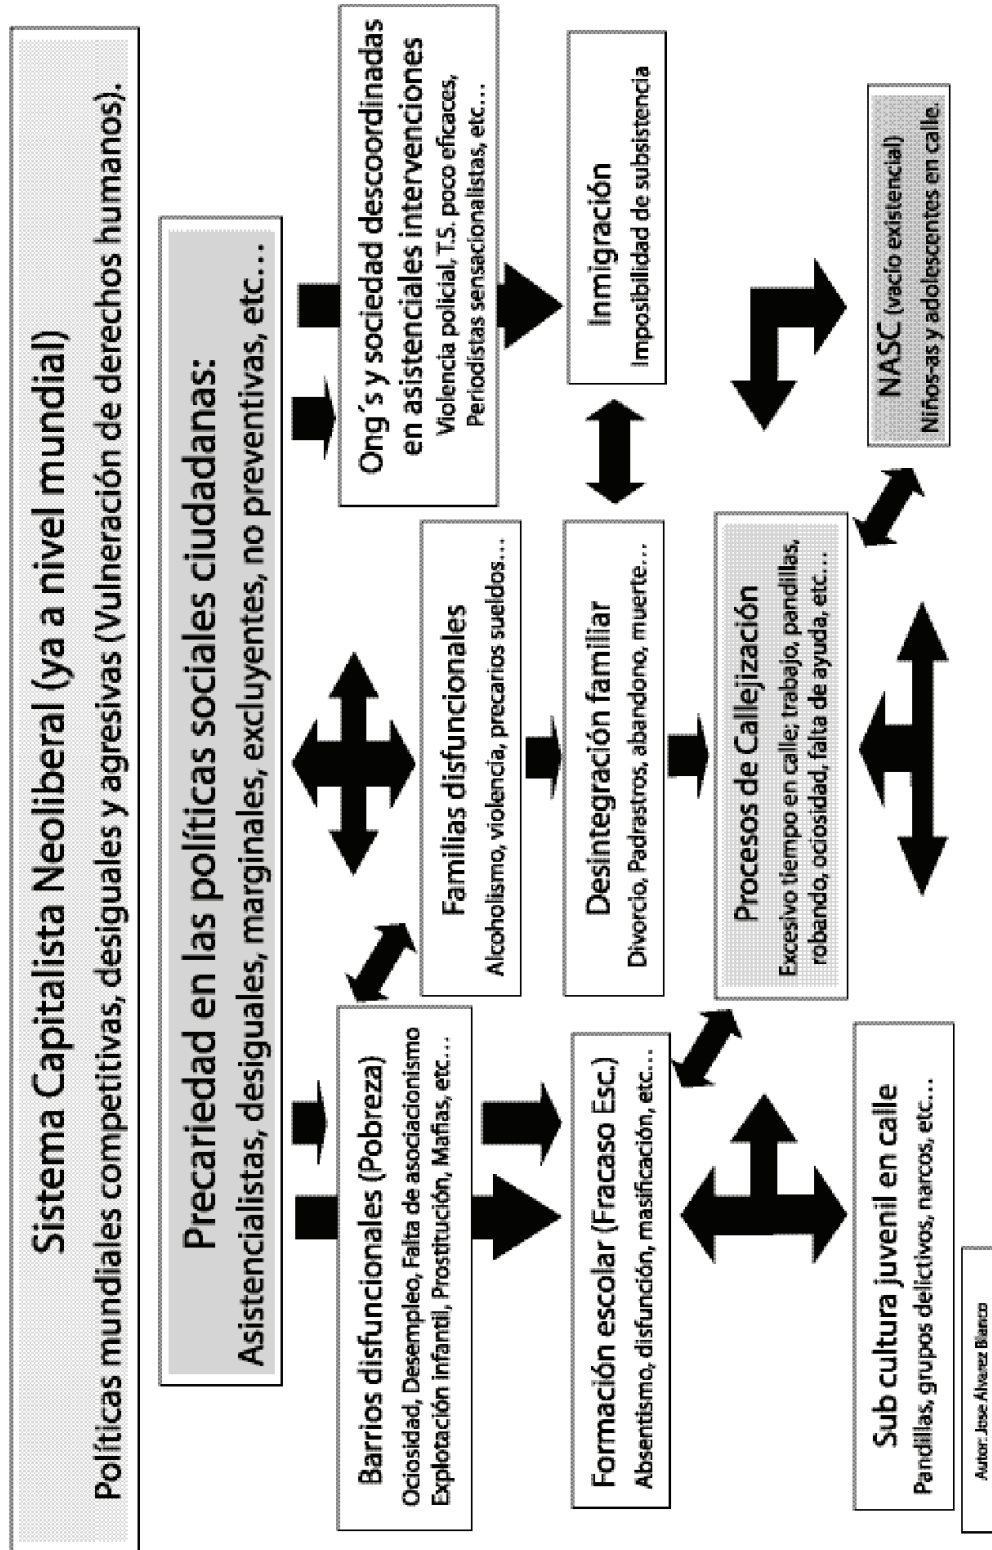 Sistema Capitalista Neoliberal (ya a nivel mundial)
Políticas mundiales competitivas, desiguales y agresivas (Vulneración de derechos humanos).
Precariedad en las políticas sociales ciudadanas:
Asistencialistas, desiguales, marginales, excluyentes, no preventivas, etc...
Barrios disfuncionales (Pobreza)
Ociosidad, Desempleo, Falta de asociacionismo
Explotación infantil, Prostitución, Mafias, etc...
Familias disfuncionales
Alcoholismo, violencia, precarios sueldos...
Ong´s y sociedad descoordinadas
en asistenciales intervenciones
Violencia policial, T.S. poco eficaces,
Periodistas sensacionalistas, etc...
Formación escolar (Fracaso Esc.)
Absentismo, disfunción, masificación, etc...
Desintegración familiar
Divorcio, Padrastros, abandono, muerte...
Inmigración
Imposibilidad de subsistencia
Procesos de Callejización
Excesivo tiempo en calle; trabajo, pandillas,
robando, ociosidad, falta de ayuda, etc...
Sub cultura juvenil en calle
Pandillas, grupos delictivos, narcos, etc...
NASC (vacío existencial)
Niños-as y adolescentes en calle.
Autor: Jose Alvarez Blanco